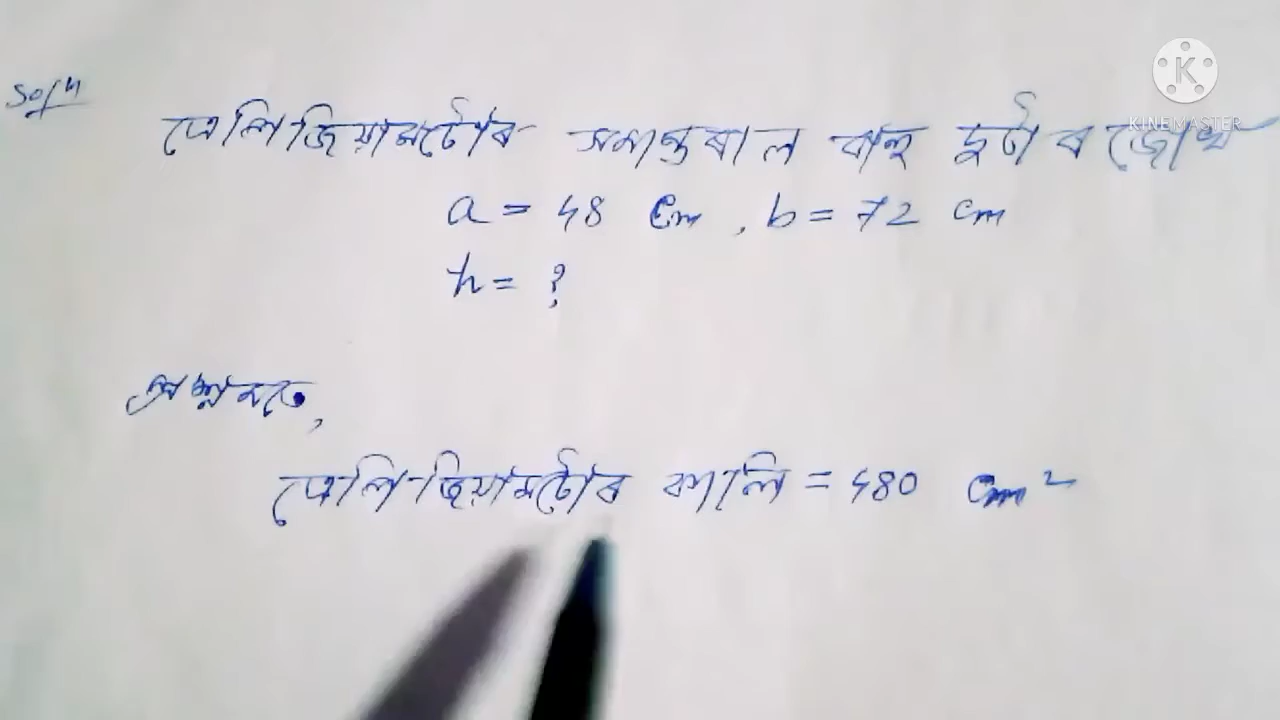 Solⁿ
ট্ৰেপিজিয়ামটোৰ সমান্তৰাল বাহু দুটাৰ জোখ
a = 48 cm, b = 72 cm
h = ?
প্ৰশ্নমতে,
ট্ৰেপিজিয়ামটোৰ কালি = 480 cm²
K
KINEMASTER